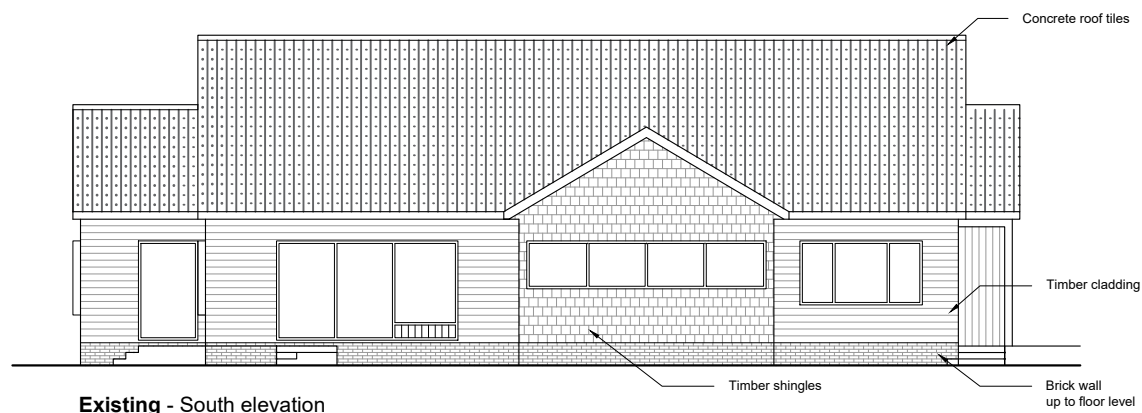 Concrete roof tiles
Timber cladding
Timber shingles
Brick wall
up to floor level
Existing - South elevation